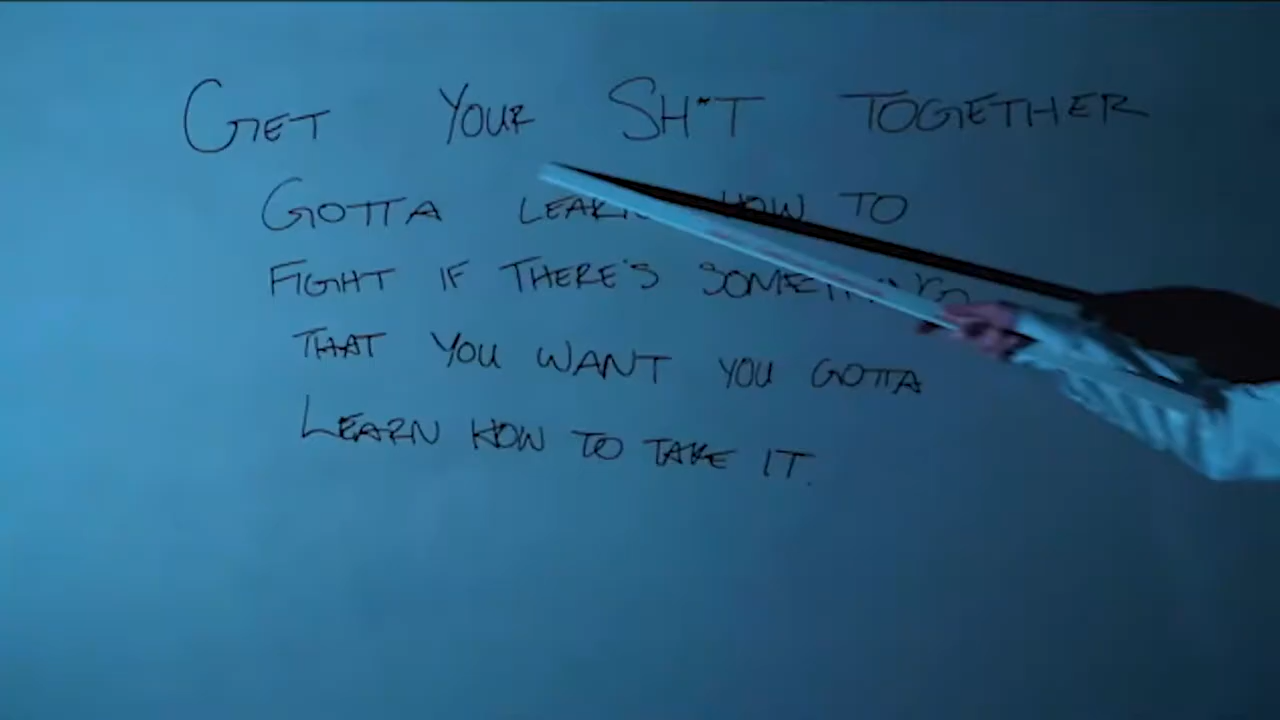 GET YOUR SH*T TOGETHER
GOTTA LEARN HOW TO
FIGHT IF THERE'S SOMETHING
THAT YOU WANT YOU GOTTA
LEARN HOW TO TAKE IT.